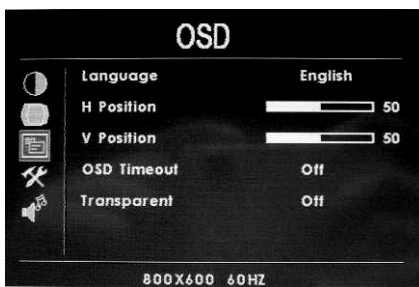 OSD
Language English
H Position 50
V Position 50
OSD Timeout Off
Transparent Off
800X600 60HZ